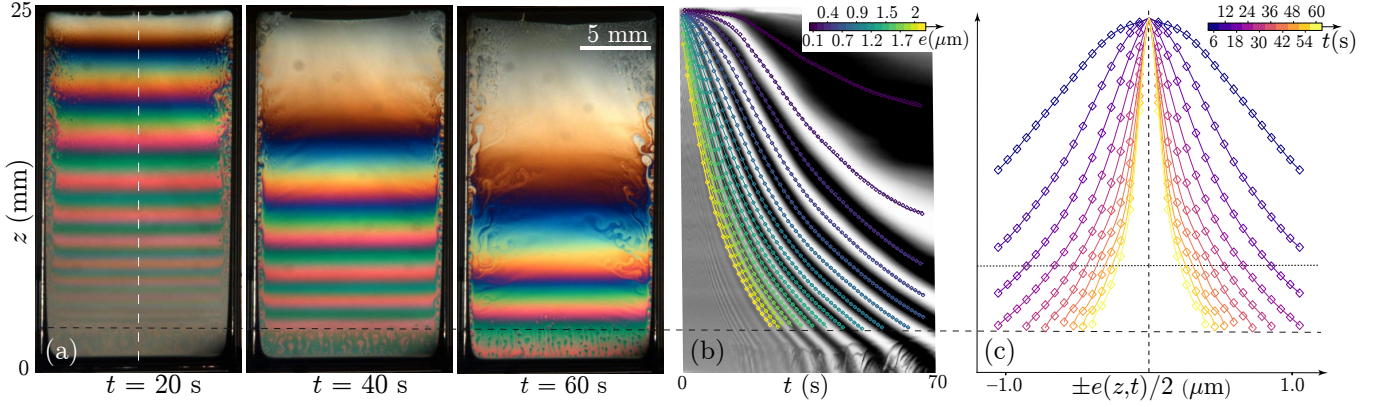 25
z (mm)
0
5 mm
(a)
t = 20 s
t = 40 s
t = 60 s
0.4 0.9 1.5 2
0.1 0.7 1.2 1.7 e(μm)
(b)
0
t (s)
70
12 24 36 48 60
6 18 30 42 54 t(s)
(c)
−1.0
±e(z,t)/2 (μm)
1.0